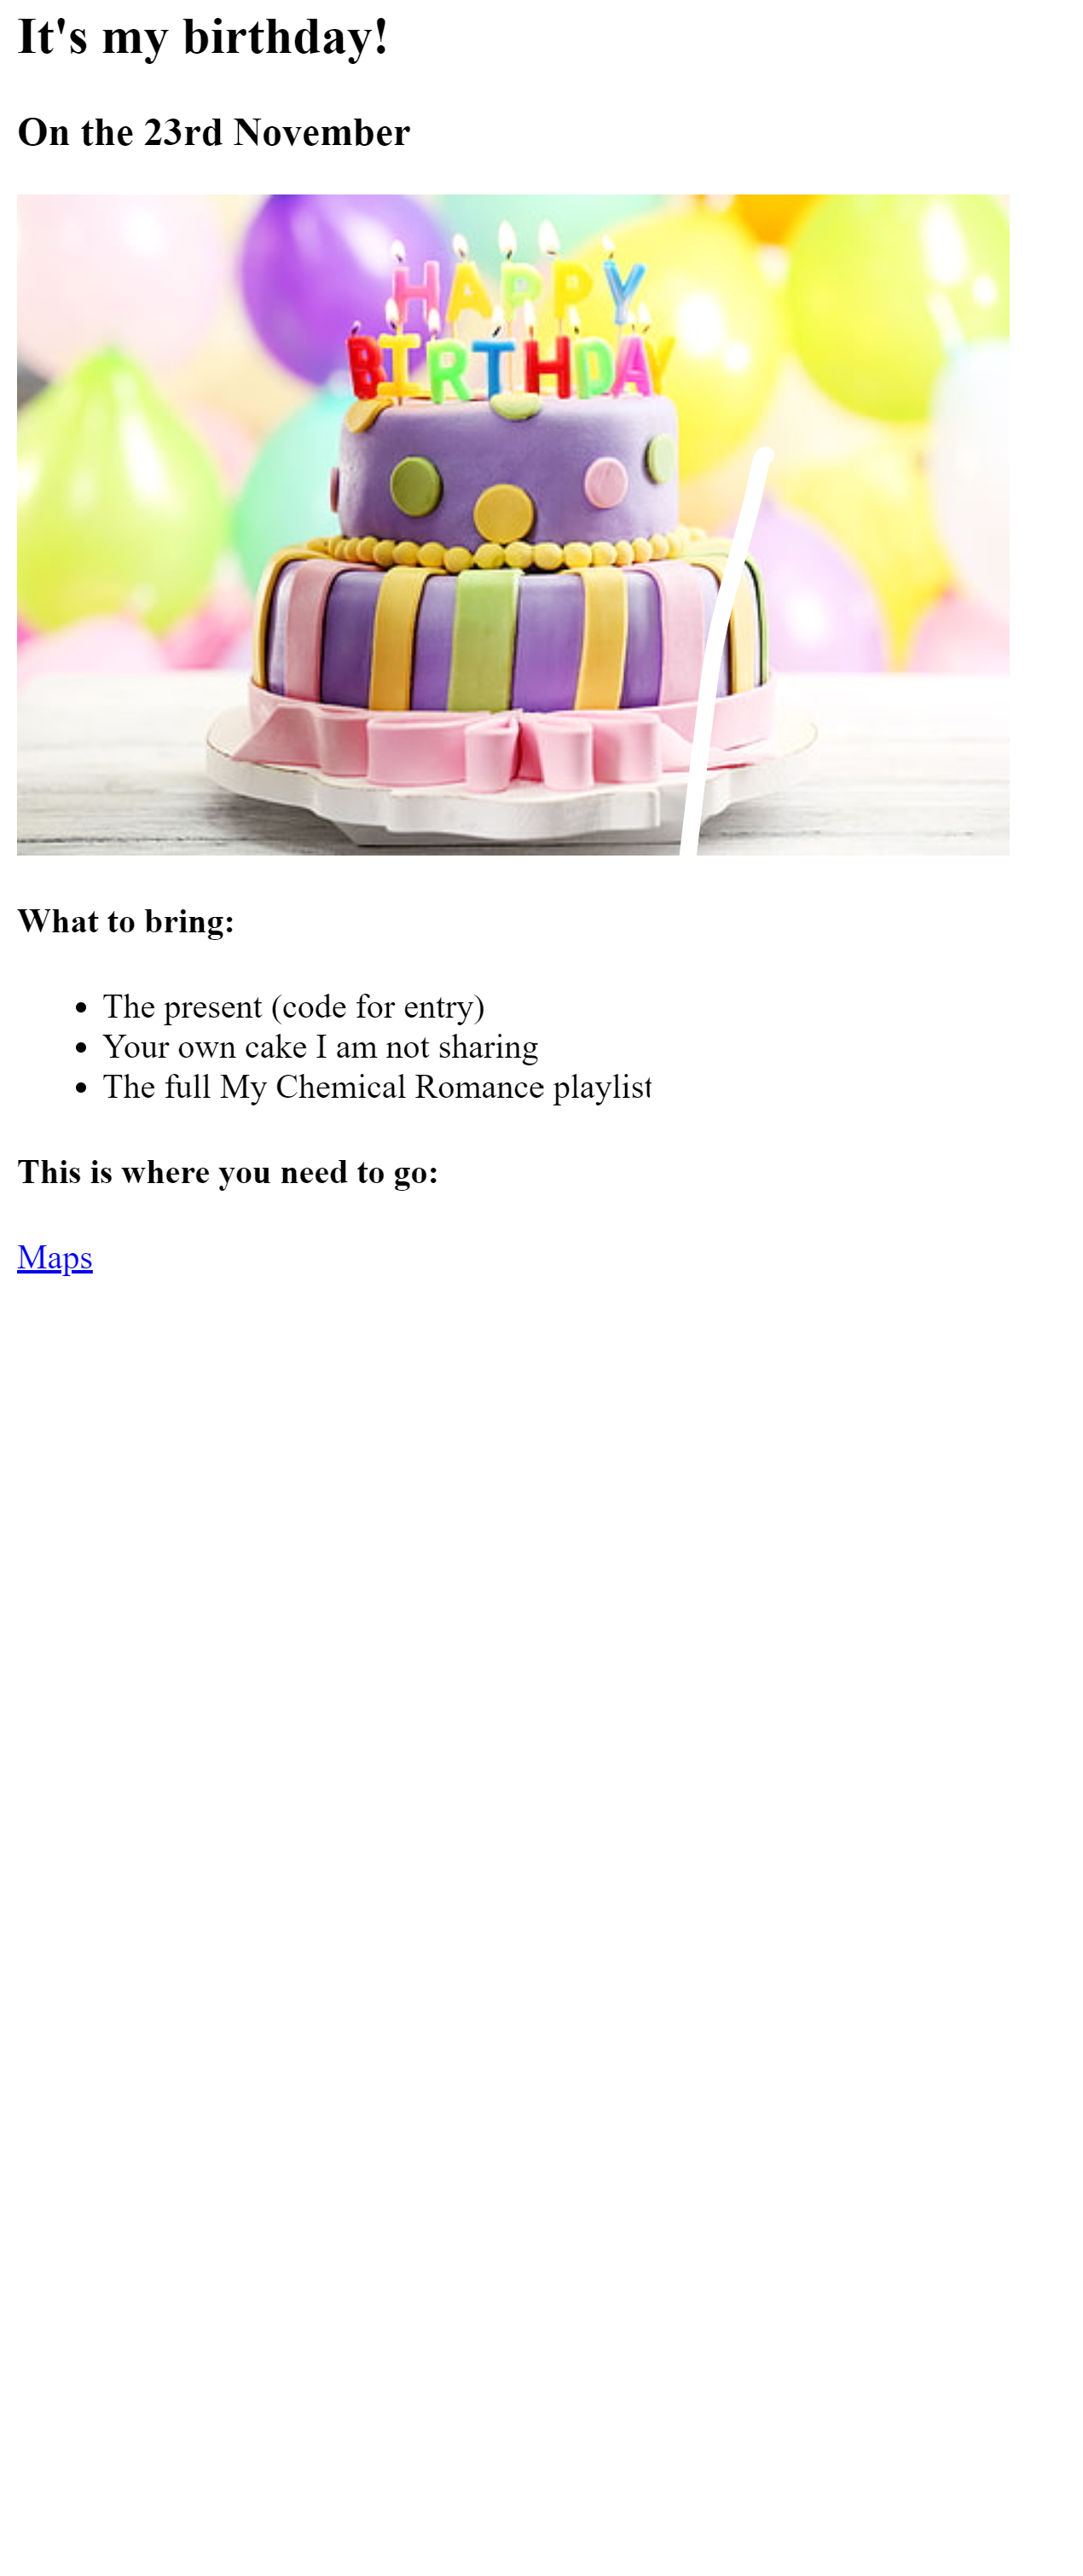 It's my birthday!
On the 23rd November
HAPPY
BIRTHDAY
What to bring:
The present (code for entry)
Your own cake I am not sharing
The full My Chemical Romance playlist
This is where you need to go:
Maps